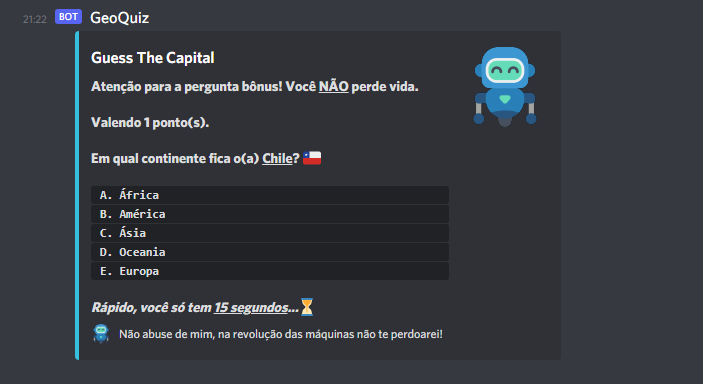 21:22 BOT GeoQuiz
Guess The Capital
Atenção para a pergunta bônus! Você NÃO perde vida.
Valendo 1 ponto(s).
Em qual continente fica o(a) Chile?
A. África
B. América
C. Ásia
D. Oceania
E. Europa
Rápido, você só tem 15 segundos...
Não abuse de mim, na revolução das máquinas não te perdoarei!